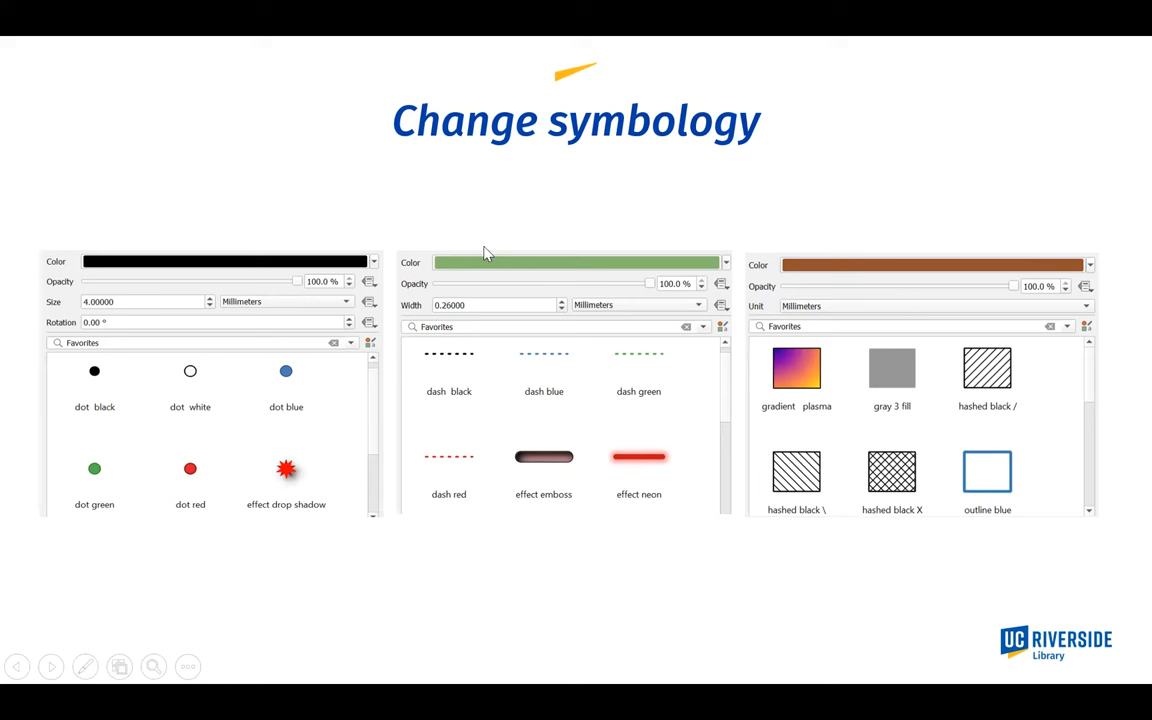 Change symbology
Color
Opacity 100.0 %
Size 4.00000 Millimeters
Rotation 0.00 °
Favorites
dot black dot white dot blue
dot green dot red effect drop shadow
Color
Opacity 100.0 %
Width 0.26000 Millimeters
Favorites
dash black dash blue dash green
dash red effect emboss effect neon
Color
Opacity 100.0 %
Unit Millimeters
Favorites
gradient plasma gray 3 fill hashed black /
hashed black \ hashed black X outline blue
UC RIVERSIDE
Library